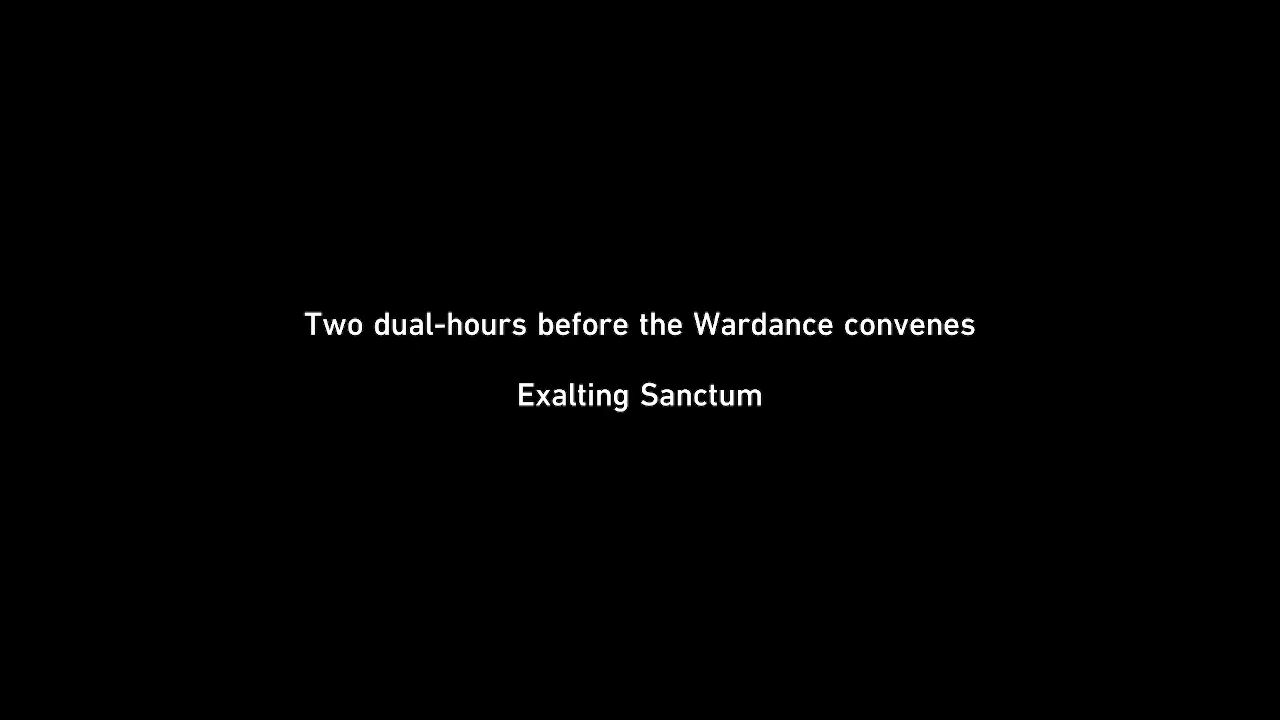 Two dual-hours before the Wardance convenes
Exalting Sanctum